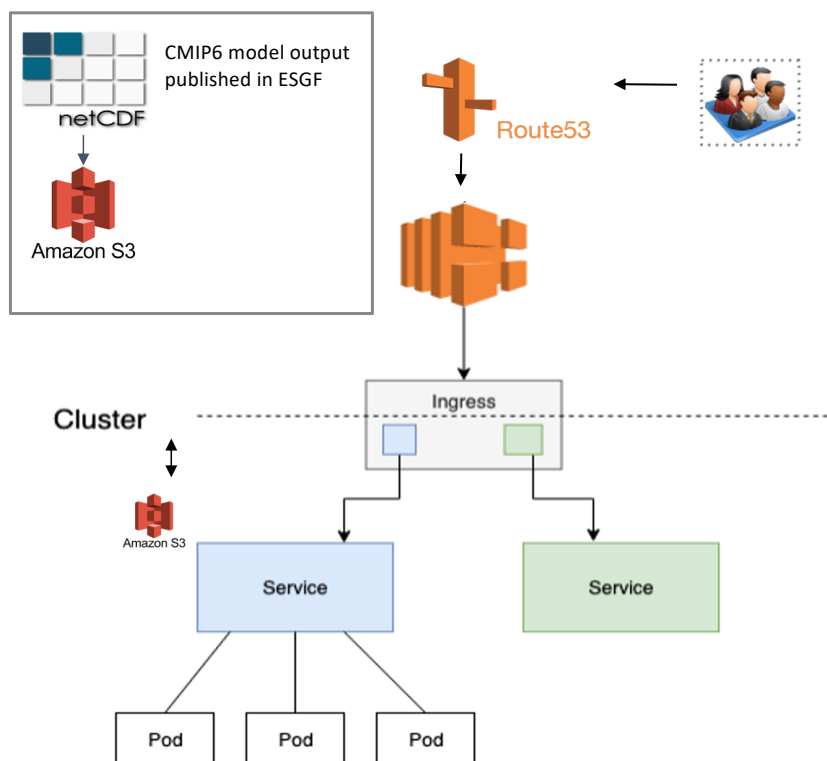 CMIP6 model output
published in ESGF
netCDF
Amazon S3
Route53
Ingress
Cluster
Amazon S3
Service
Service
Pod
Pod
Pod